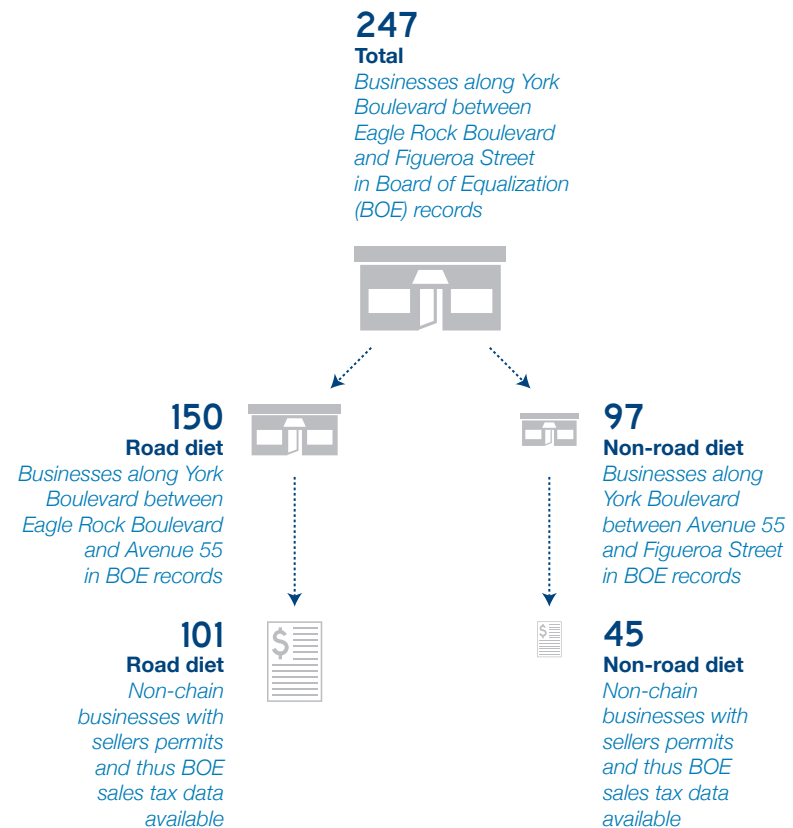 247
Total
Businesses along York
Boulevard between
Eagle Rock Boulevard
and Figueroa Street
in Board of Equalization
(BOE) records
150
Road diet
Businesses along York
Boulevard between
Eagle Rock Boulevard
and Avenue 55
in BOE records
97
Non-road diet
Businesses along
York Boulevard
between Avenue 55
and Figueroa Street
in BOE records
101
Road diet
Non-chain
businesses with
sellers permits
and thus BOE
sales tax data
available
$
$
45
Non-road diet
Non-chain
businesses with
sellers permits
and thus BOE
sales tax data
available